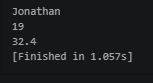 Jonathan
19
32.4
[Finished in 1.057s]